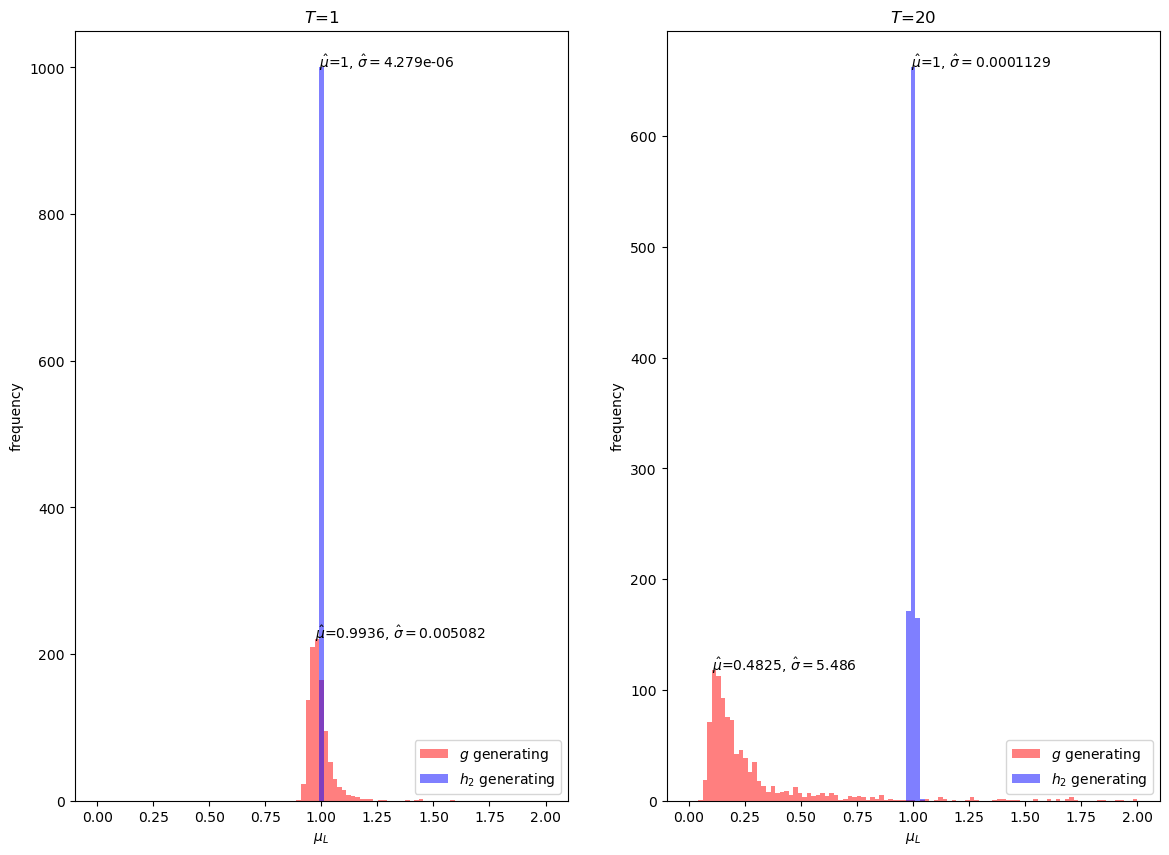 T=1
μ̂=1, σ̂ = 4.279e-06
μ̂=0.9936, σ̂ = 0.005082
frequency
1000
800
600
400
200
0
0.00 0.25 0.50 0.75 1.00 1.25 1.50 1.75 2.00
μ_L
g generating
h₂ generating
T=20
μ̂=1, σ̂ = 0.0001129
μ̂=0.4825, σ̂ = 5.486
frequency
600
500
400
300
200
100
0
0.00 0.25 0.50 0.75 1.00 1.25 1.50 1.75 2.00
μ_L
g generating
h₂ generating